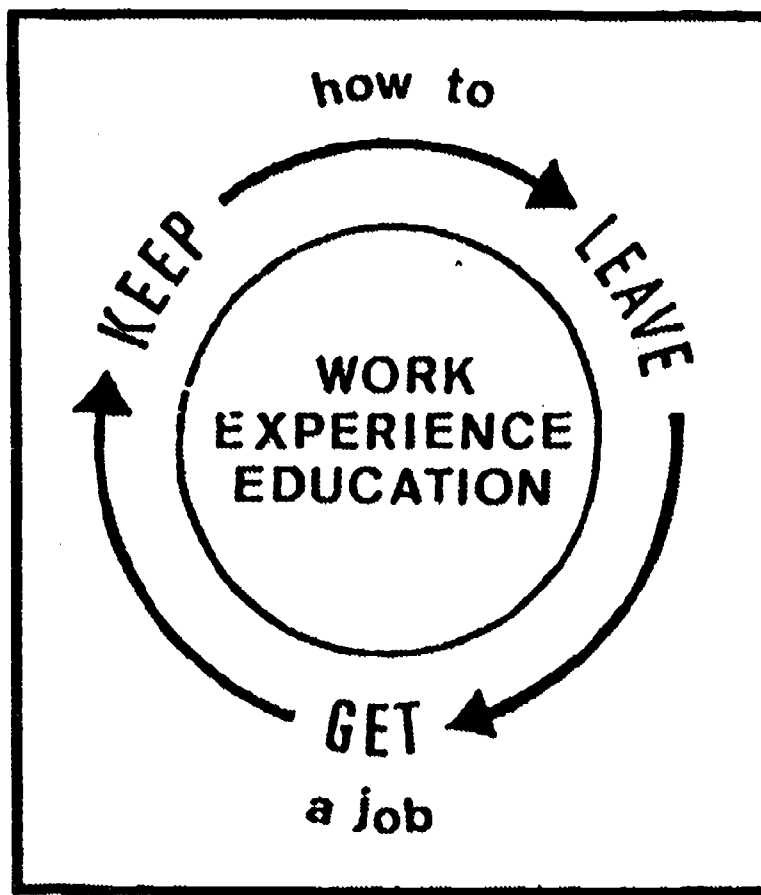 how to
KEEP
LEAVE
WORK
EXPERIENCE
EDUCATION
GET
a job